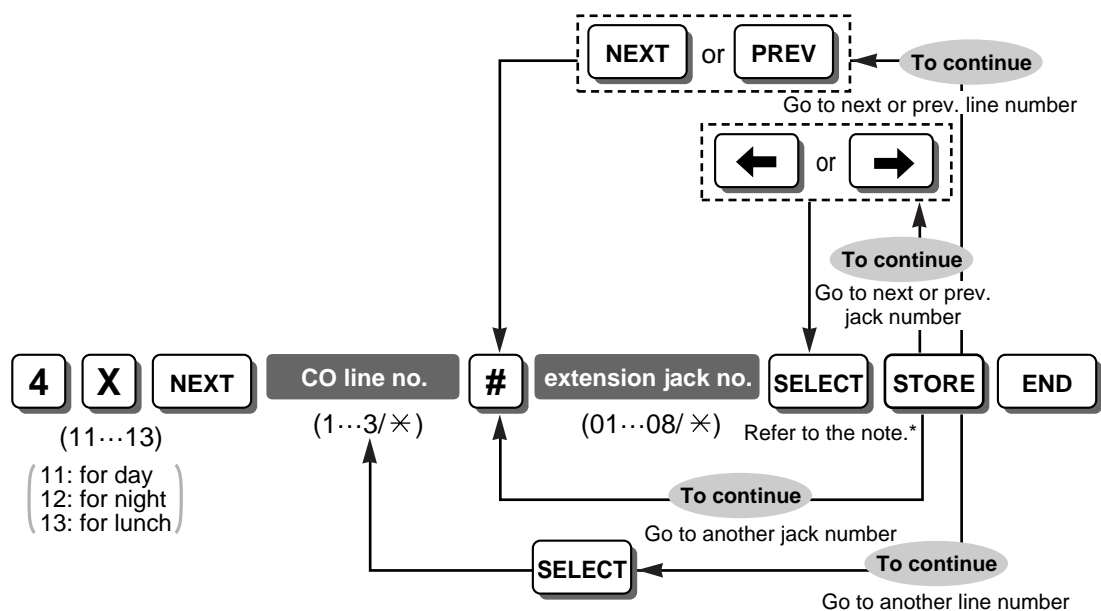 NEXT or PREV
To continue
Go to next or prev. line number
← or →
To continue
Go to next or prev.
jack number
4 X NEXT CO line no. # extension jack no. SELECT STORE END
(11···13)
(1···3/✳)
(01···08/✳)
Refer to the note.*
11: for day
12: for night
13: for lunch
To continue
Go to another jack number
SELECT
To continue
Go to another line number